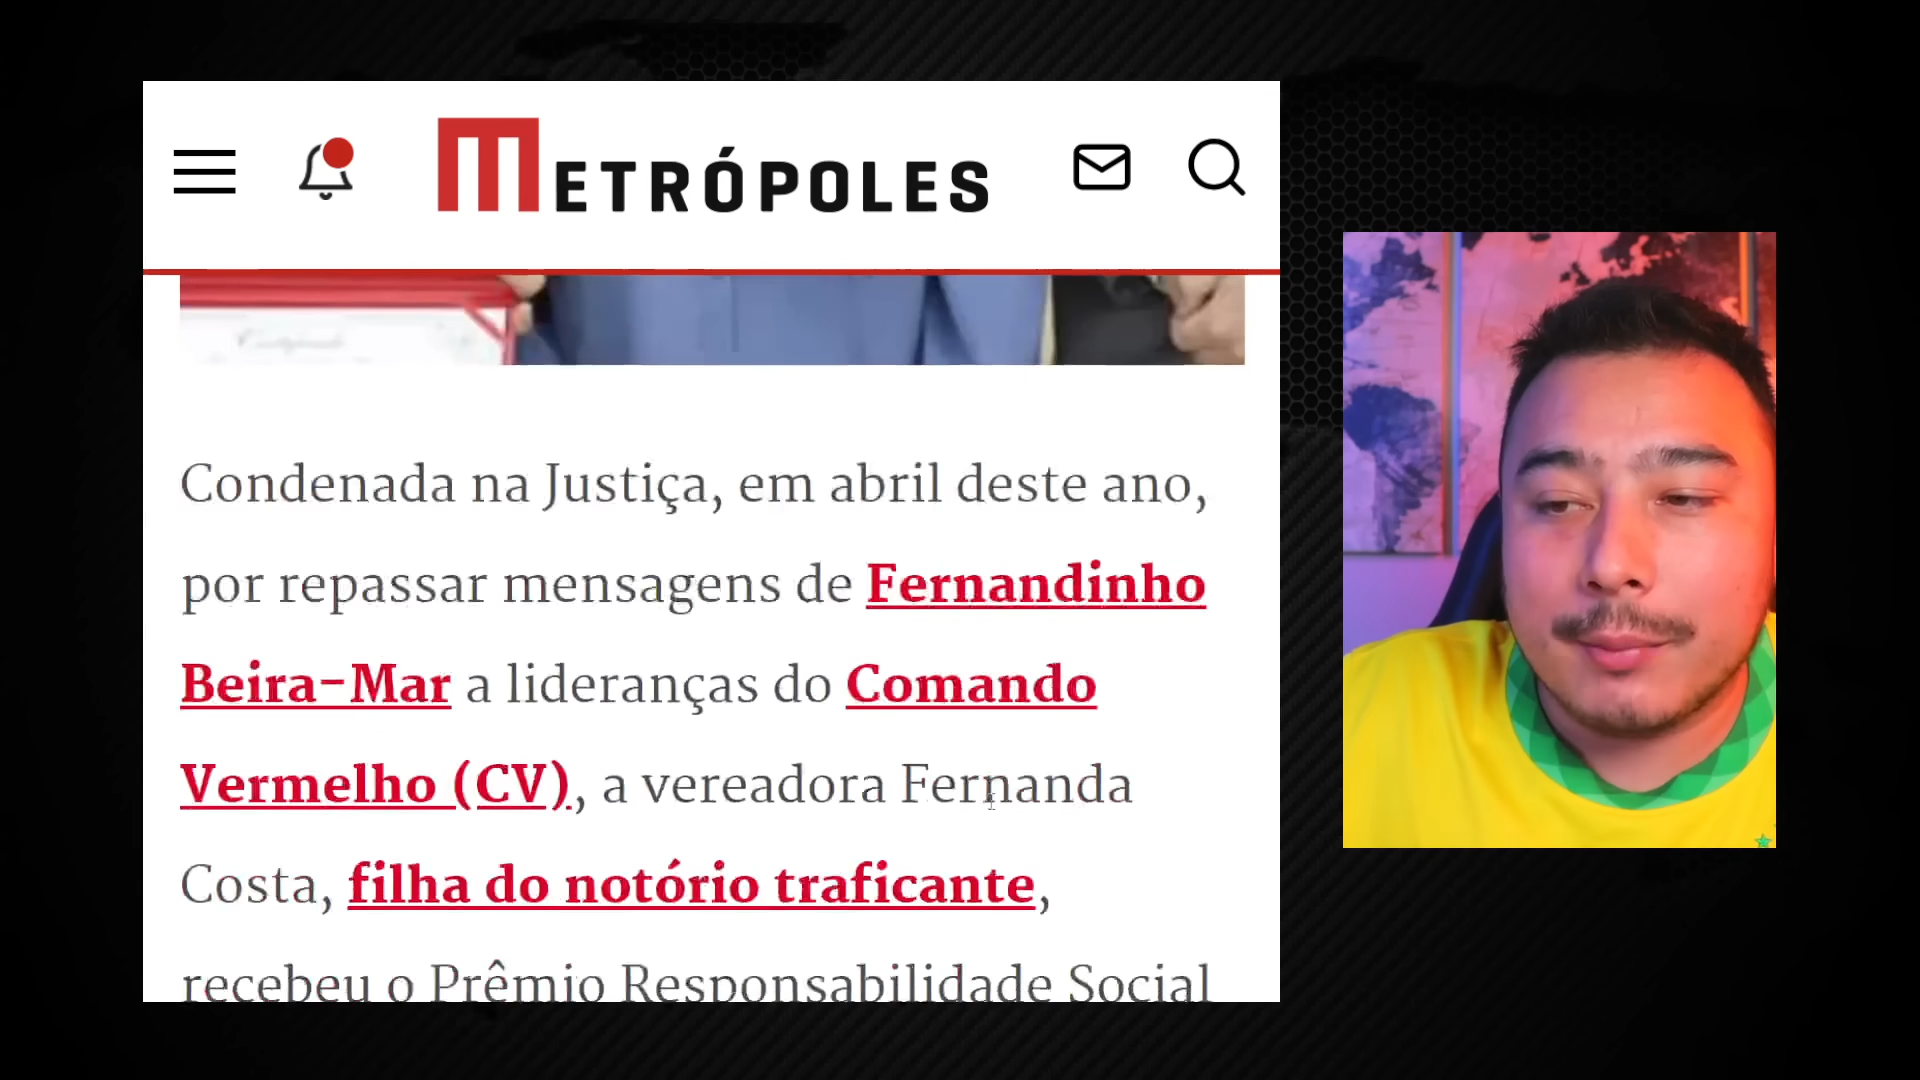 METRÓPOLES
Condenada na Justiça, em abril deste ano,
por repassar mensagens de Fernandinho
Beira-Mar a lideranças do Comando
Vermelho (CV), a vereadora Fernanda
Costa, filha do notório traficante,
recebeu o Prêmio Responsabilidade Social